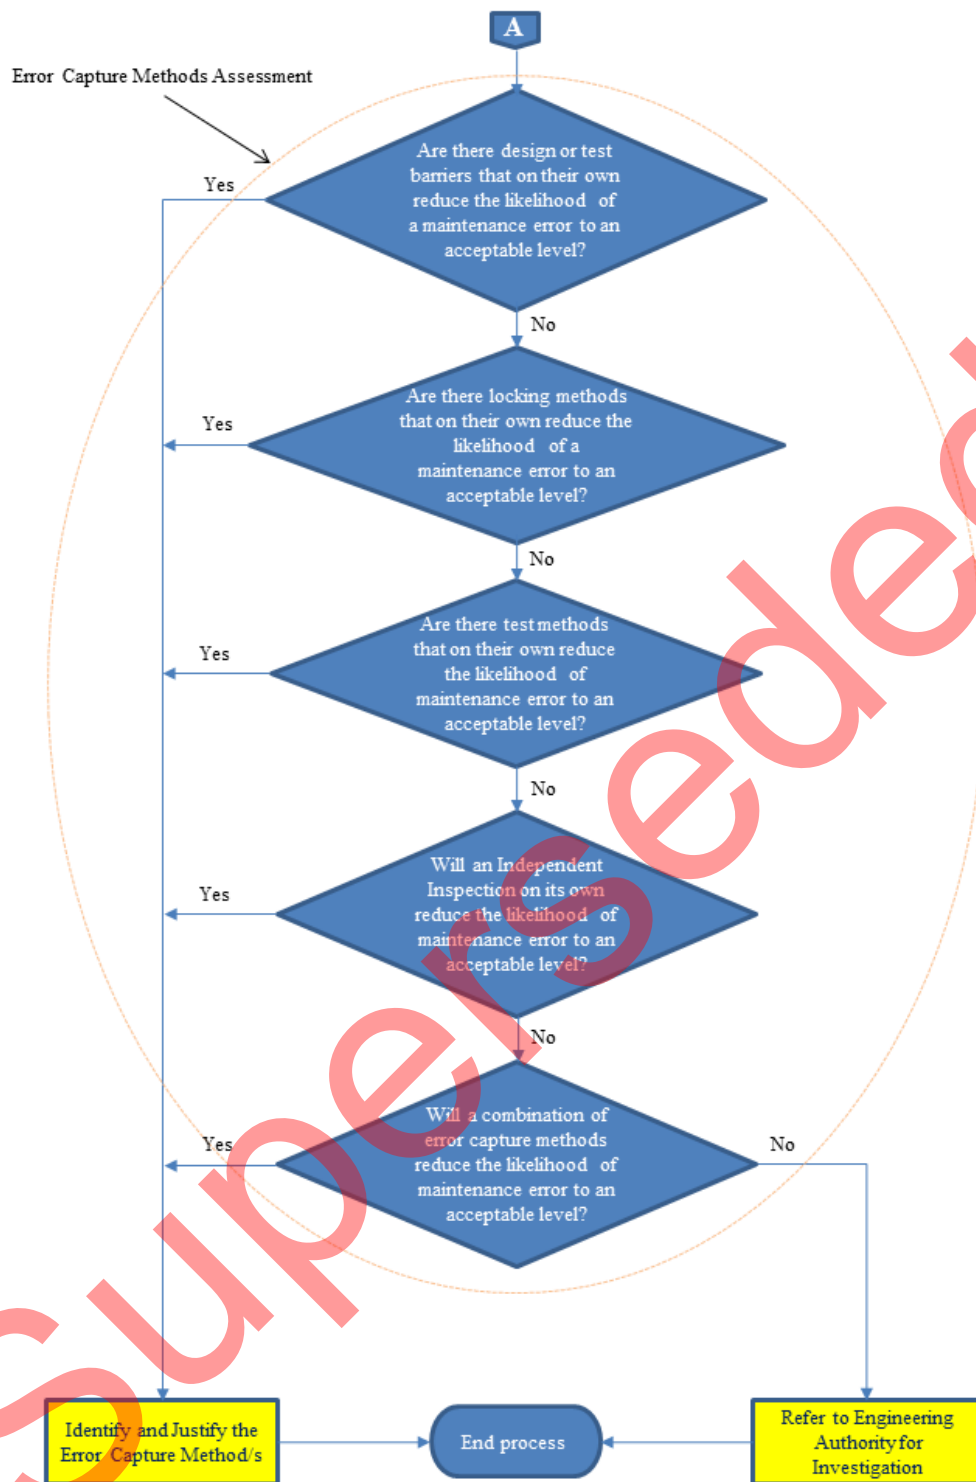 A
Error Capture Methods Assessment
Are there design or test
barriers that on their own
reduce the likelihood of
a maintenance error to an
acceptable level?
Yes
No
Are there locking methods
that on their own reduce the
likelihood of a
maintenance error to an
acceptable level?
Yes
No
Are there test methods
that on their own reduce
the likelihood of
maintenance error to an
acceptable level?
Yes
No
Will an Independent
Inspection on its own
reduce the likelihood of
maintenance error to an
acceptable level?
Yes
No
Will a combination of
error capture methods
reduce the likelihood of
maintenance error to an
acceptable level?
Yes
No
Identify and Justify the
Error Capture Method/s
End process
Refer to Engineering
Authority for
Investigation
Superseded